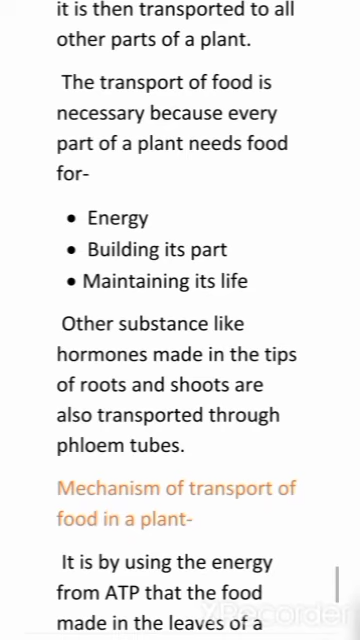 it is then transported to all
other parts of a plant.
The transport of food is
necessary because every
part of a plant needs food
for-
• Energy
• Building its part
• Maintaining its life
Other substance like
hormones made in the tips
of roots and shoots are
also transported through
phloem tubes.
Mechanism of transport of
food in a plant-
It is by using the energy
from ATP that the food
made in the leaves of a
XRecorder